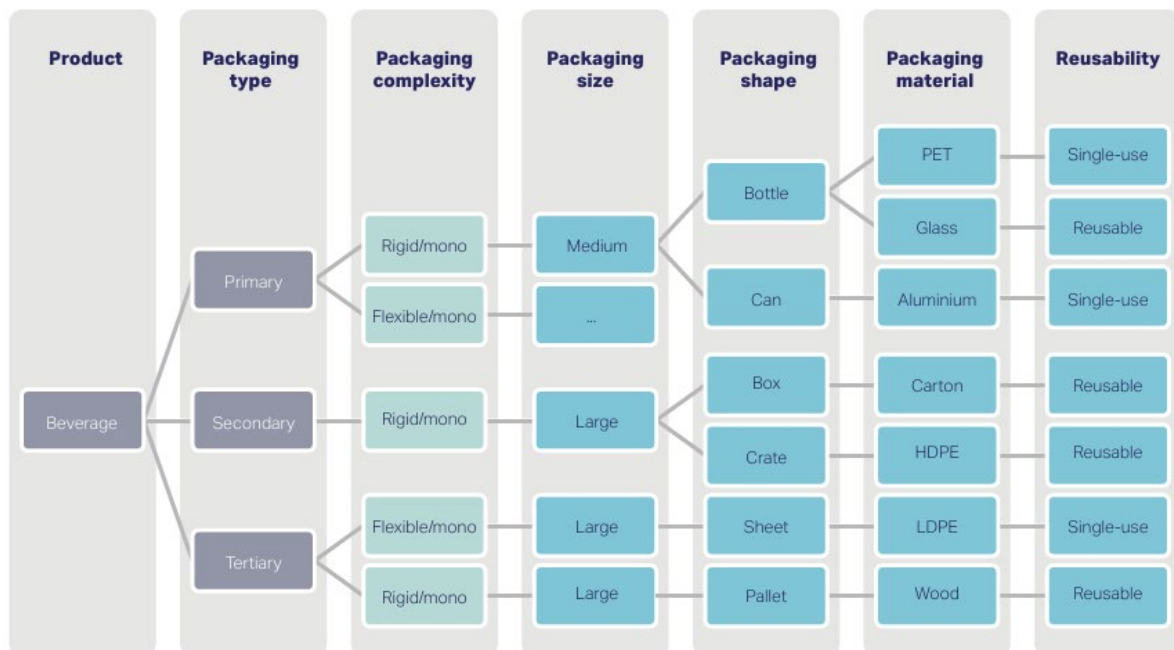 Product
Packaging
type
Packaging
complexity
Packaging
size
Packaging
shape
Packaging
material
Reusability
PET
Single-use
Bottle
Glass
Reusable
Rigid/mono
Medium
Primary
Can
Aluminium
Single-use
Flexible/mono
...
Box
Carton
Reusable
Beverage
Secondary
Rigid/mono
Large
Crate
HDPE
Reusable
Flexible/mono
Large
Sheet
LDPE
Single-use
Tertiary
Rigid/mono
Large
Pallet
Wood
Reusable